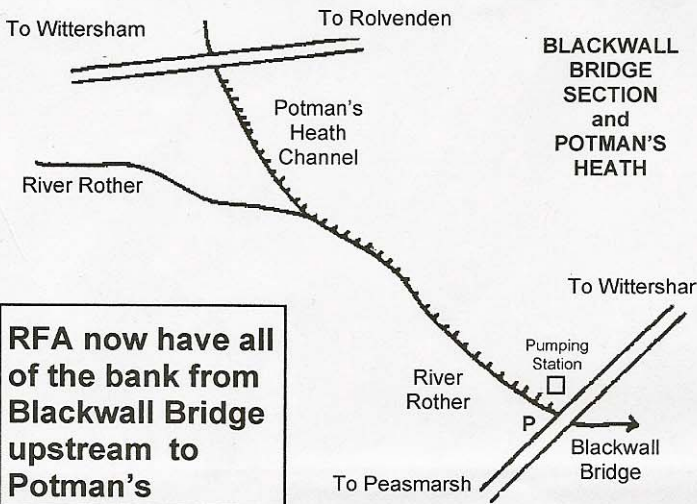 To Wittersham
To Rolvenden
BLACKWALL
BRIDGE
SECTION
and
POTMAN'S
HEATH
Potman's
Heath
Channel
River Rother
To Wittershar
Pumping
Station
River
Rother
P
Blackwall
Bridge
To Peasmarsh
RFA now have all
of the bank from
Blackwall Bridge
upstream to
Potman's